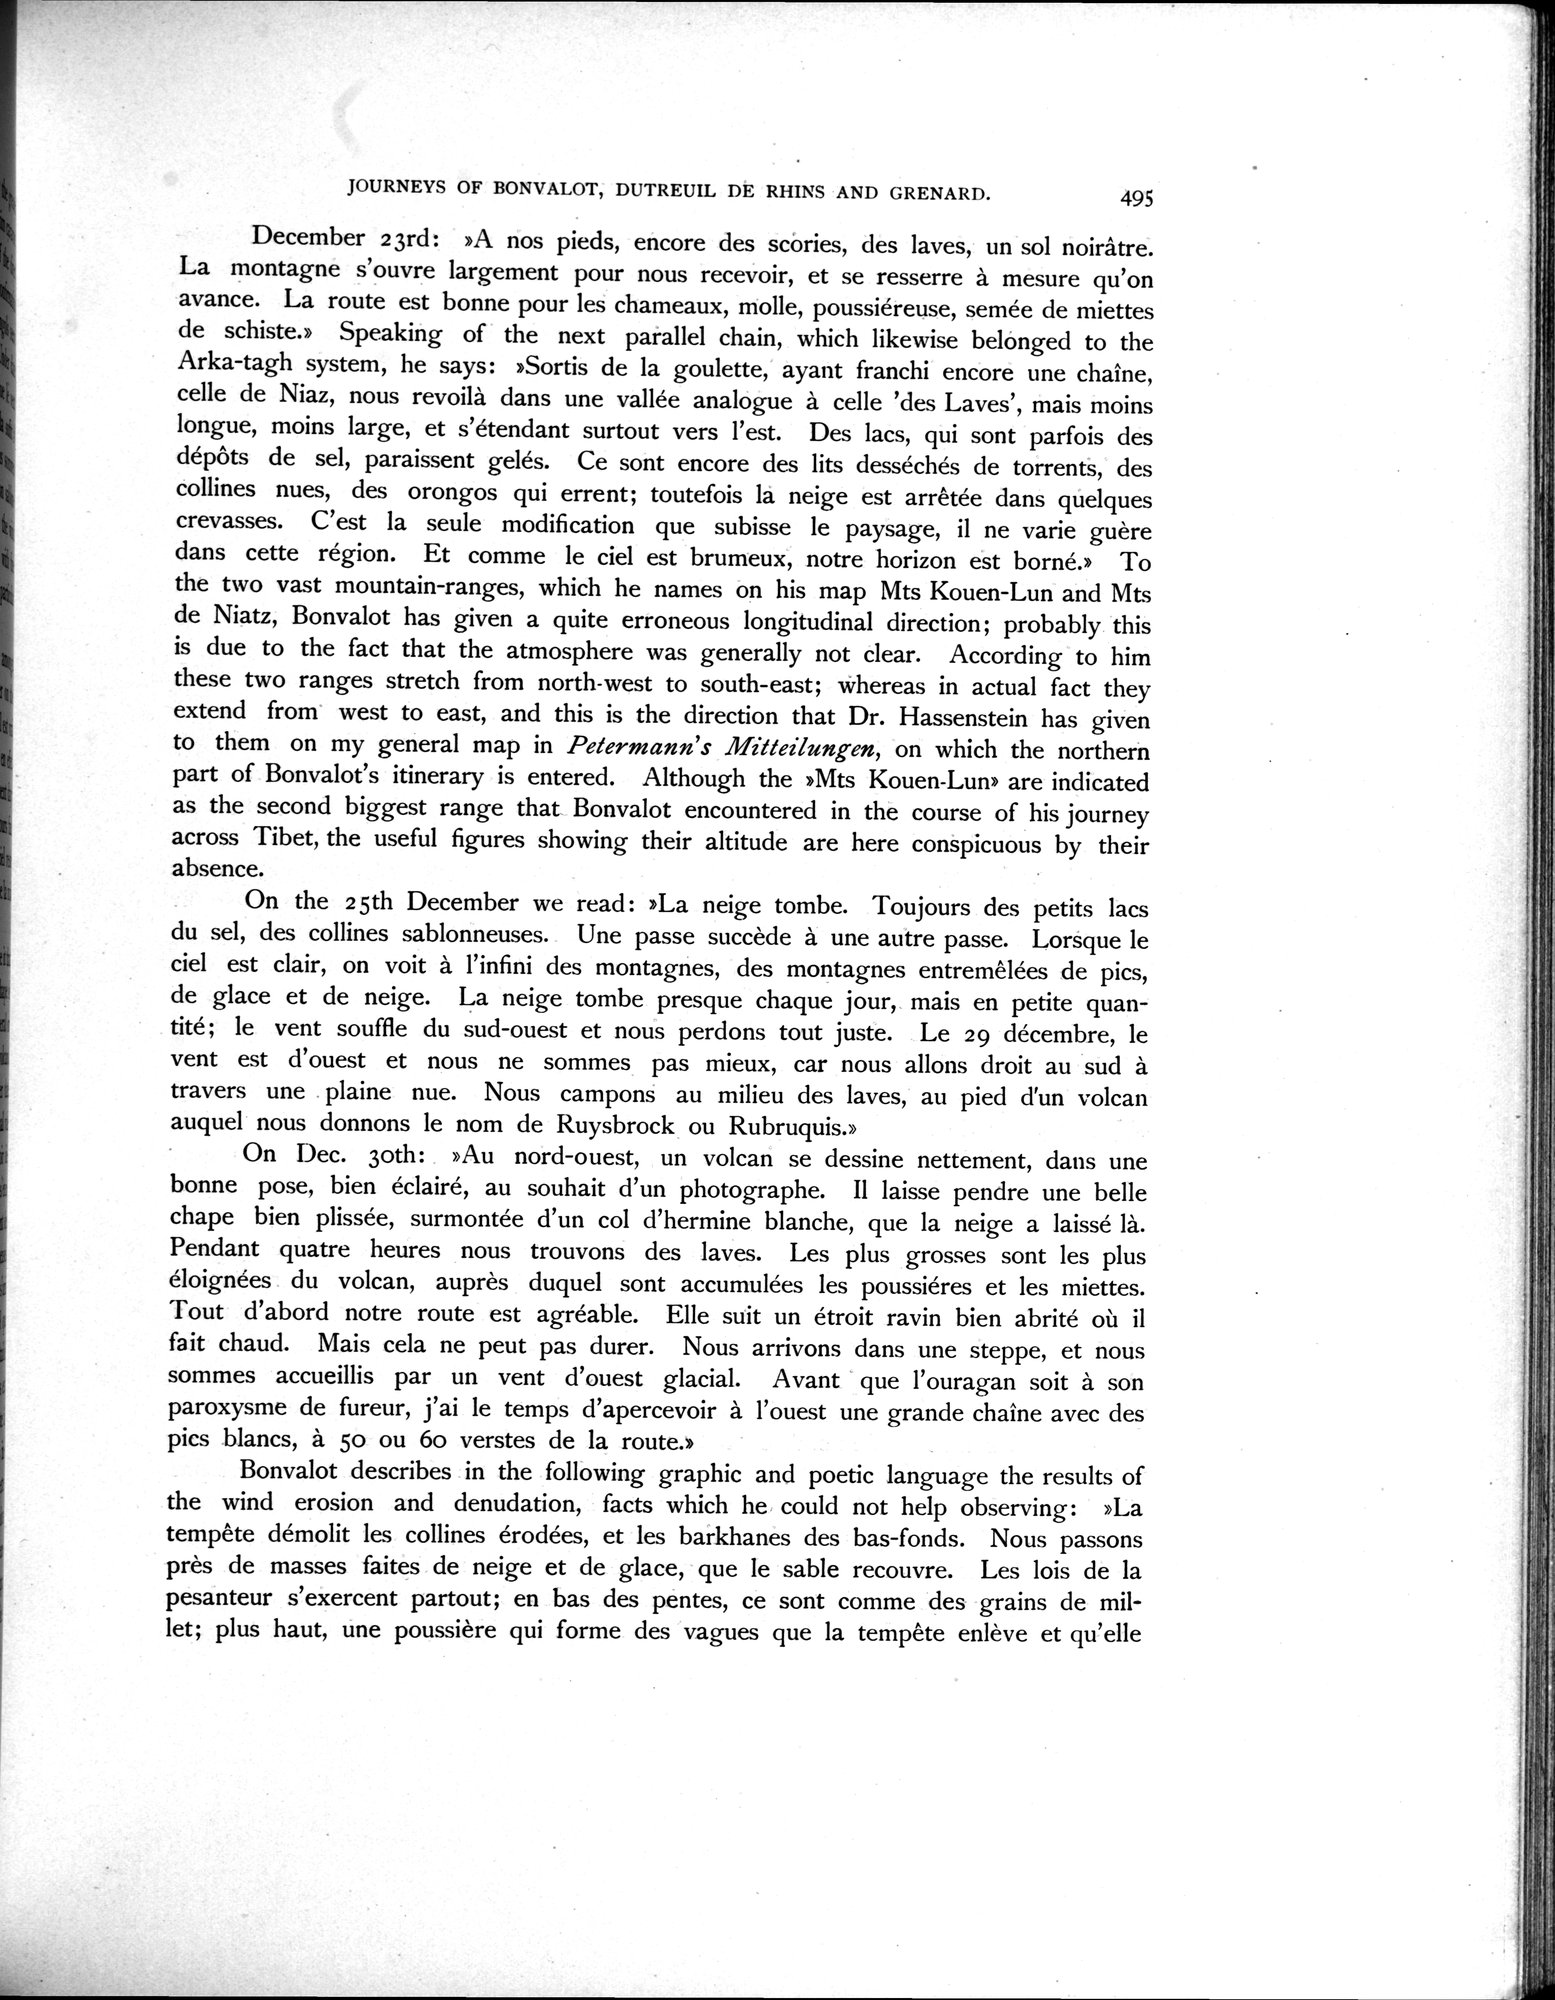 JOURNEYS OF BONVALOT, DUTREUIL DE RHINS AND GRENARD. 495
December 23rd: »A nos pieds, encore des scories, des laves, un sol noirâtre.
La montagne s'ouvre largement pour nous recevoir, et se resserre à mesure qu'on
avance. La route est bonne pour les chameaux, molle, poussiéreuse, semée de miettes
de schiste.» Speaking of the next parallel chain, which likewise belonged to the
Arka-tagh system, he says: »Sortis de la goulette, ayant franchi encore une chaîne,
celle de Niaz, nous revoilà dans une vallée analogue à celle 'des Laves', mais moins
longue, moins large, et s'étendant surtout vers l'est. Des lacs, qui sont parfois des
dépôts de sel, paraissent gelés. Ce sont encore des lits desséchés de torrents, des
collines nues, des orongos qui errent; toutefois la neige est arrêtée dans quelques
crevasses. C'est la seule modification que subisse le paysage, il ne varie guère
dans cette région. Et comme le ciel est brumeux, notre horizon est borné.» To
the two vast mountain-ranges, which he names on his map Mts Kouen-Lun and Mts
de Niatz, Bonvalot has given a quite erroneous longitudinal direction; probably this
is due to the fact that the atmosphere was generally not clear. According to him
these two ranges stretch from north-west to south-east; whereas in actual fact they
extend from west to east, and this is the direction that Dr. Hassenstein has given
to them on my general map in Petermann's Mitteilungen, on which the northern
part of Bonvalot's itinerary is entered. Although the »Mts Kouen-Lun» are indicated
as the second biggest range that Bonvalot encountered in the course of his journey
across Tibet, the useful figures showing their altitude are here conspicuous by their
absence.
On the 25th December we read: »La neige tombe. Toujours des petits lacs
du sel, des collines sablonneuses. Une passe succède à une autre passe. Lorsque le
ciel est clair, on voit à l'infini des montagnes, des montagnes entremêlées de pics,
de glace et de neige. La neige tombe presque chaque jour, mais en petite quan-
tité; le vent souffle du sud-ouest et nous perdons tout juste. Le 29 décembre, le
vent est d'ouest et nous ne sommes pas mieux, car nous allons droit au sud à
travers une plaine nue. Nous campons au milieu des laves, au pied d'un volcan
auquel nous donnons le nom de Ruysbrock ou Rubruquis.»
On Dec. 30th: »Au nord-ouest, un volcan se dessine nettement, dans une
bonne pose, bien éclairé, au souhait d'un photographe. Il laisse pendre une belle
chape bien plissée, surmontée d'un col d'hermine blanche, que la neige a laissé là.
Pendant quatre heures nous trouvons des laves. Les plus grosses sont les plus
éloignées du volcan, auprès duquel sont accumulées les poussiéres et les miettes.
Tout d'abord notre route est agréable. Elle suit un étroit ravin bien abrité où il
fait chaud. Mais cela ne peut pas durer. Nous arrivons dans une steppe, et nous
sommes accueillis par un vent d'ouest glacial. Avant que l'ouragan soit à son
paroxysme de fureur, j'ai le temps d'apercevoir à l'ouest une grande chaîne avec des
pics blancs, à 50 ou 60 verstes de la route.»
Bonvalot describes in the following graphic and poetic language the results of
the wind erosion and denudation, facts which he could not help observing: »La
tempête démolit les collines érodées, et les barkhanes des bas-fonds. Nous passons
près de masses faites de neige et de glace, que le sable recouvre. Les lois de la
pesanteur s'exercent partout; en bas des pentes, ce sont comme des grains de mil-
let; plus haut, une poussière qui forme des vagues que la tempête enlève et qu'elle